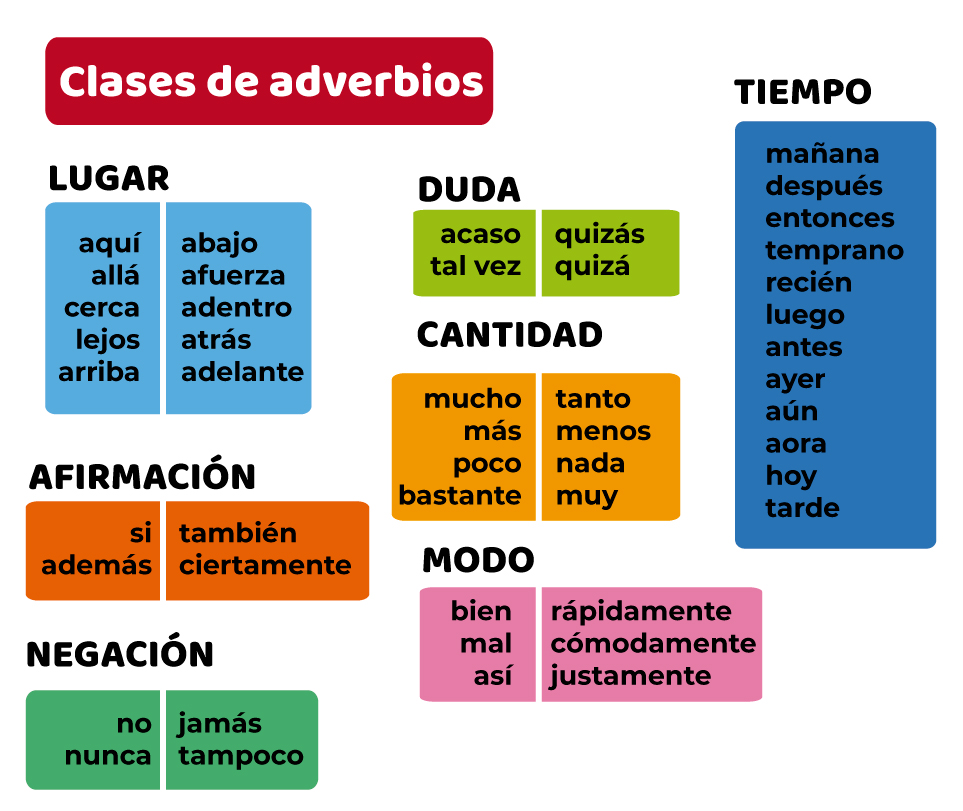 Clases de adverbios
LUGAR
aquí abajo
allá afuerza
cerca adentro
lejos atrás
arriba adelante
AFIRMACIÓN
si también
además ciertamente
NEGACIÓN
no jamás
nunca tampoco
DUDA
acaso quizás
tal vez quizá
CANTIDAD
mucho tanto
más menos
poco nada
bastante muy
MODO
bien rápidamente
mal cómodamente
así justamente
TIEMPO
mañana
después
entonces
temprano
recién
luego
antes
ayer
aún
aora
hoy
tarde